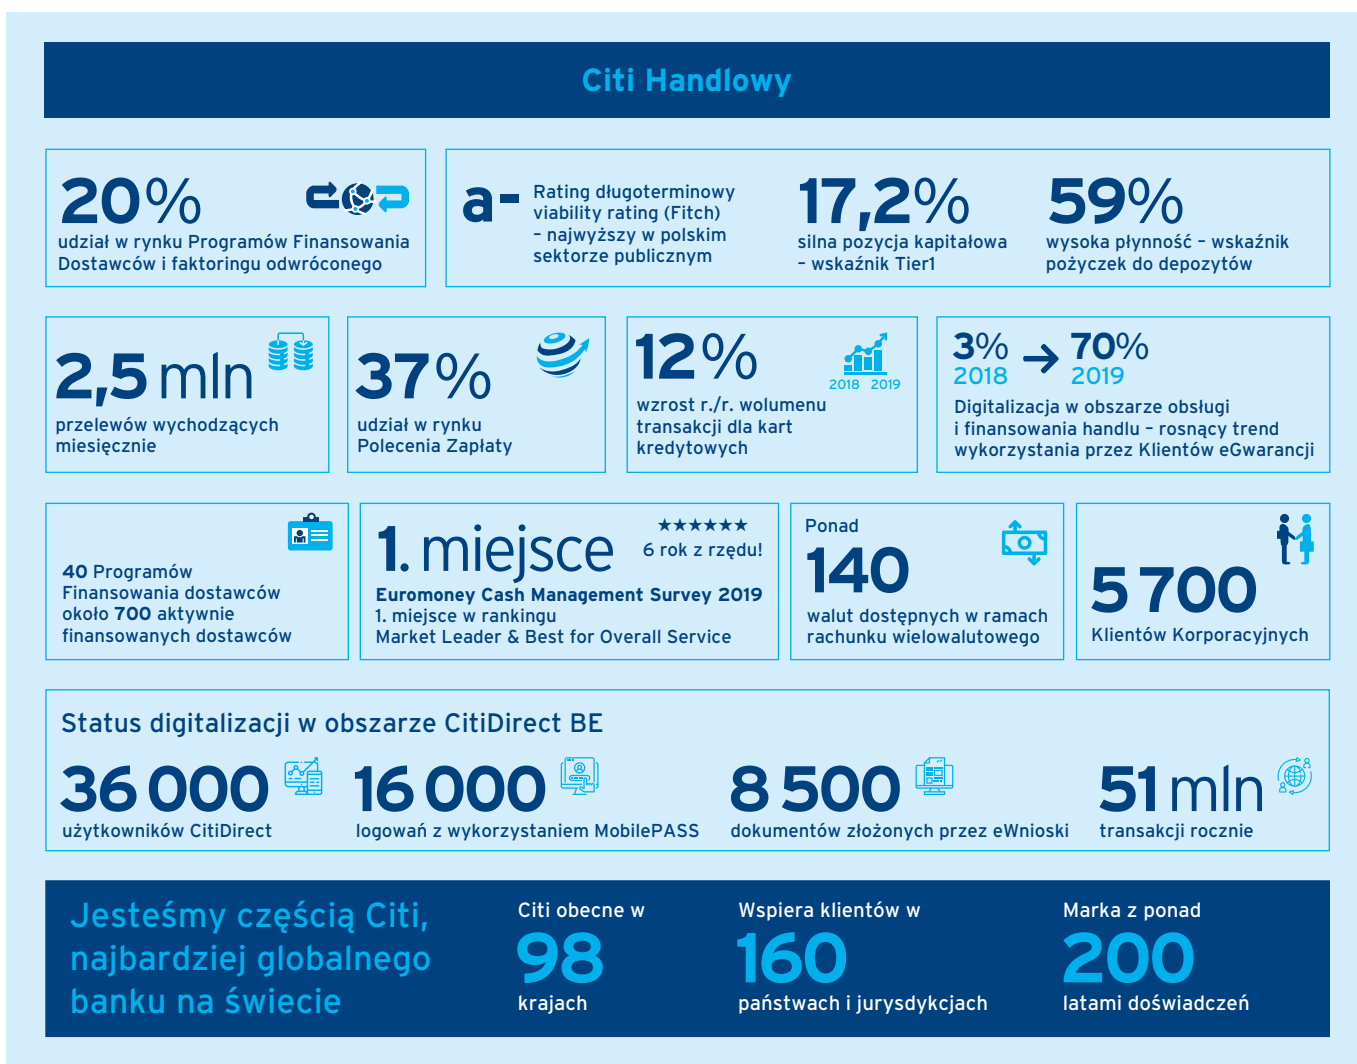 Citi Handlowy
20%
udział w rynku Programów Finansowania
Dostawców i faktoringu odwróconego
a-
Rating długoterminowy
viability rating (Fitch)
– najwyższy w polskim
sektorze publicznym
17,2%
silna pozycja kapitałowa
– wskaźnik Tier1
59%
wysoka płynność – wskaźnik
pożyczek do depozytów
2,5 mln
przelewów wychodzących
miesięcznie
37%
udział w rynku
Polecenia Zapłaty
12%
2018 2019
wzrost r./r. wolumenu
transakcji dla kart
kredytowych
3% → 70%
2018 2019
Digitalizacja w obszarze obsługi
i finansowania handlu – rosnący trend
wykorzystania przez Klientów eGwarancji
40 Programów
Finansowania dostawców
około 700 aktywnie
finansowanych dostawców
1. miejsce
★★★★★★
6 rok z rzędu!
Euromoney Cash Management Survey 2019
1. miejsce w rankingu
Market Leader & Best for Overall Service
Ponad
140
walut dostępnych w ramach
rachunku wielowalutowego
5 700
Klientów Korporacyjnych
Status digitalizacji w obszarze CitiDirect BE
36 000
użytkowników CitiDirect
16 000
logowań z wykorzystaniem MobilePASS
8 500
dokumentów złożonych przez eWnioski
51 mln
transakcji rocznie
Jesteśmy częścią Citi,
najbardziej globalnego
banku na świecie
Citi obecne w
98
krajach
Wspiera klientów w
160
państwach i jurysdykcjach
Marka z ponad
200
latami doświadczeń